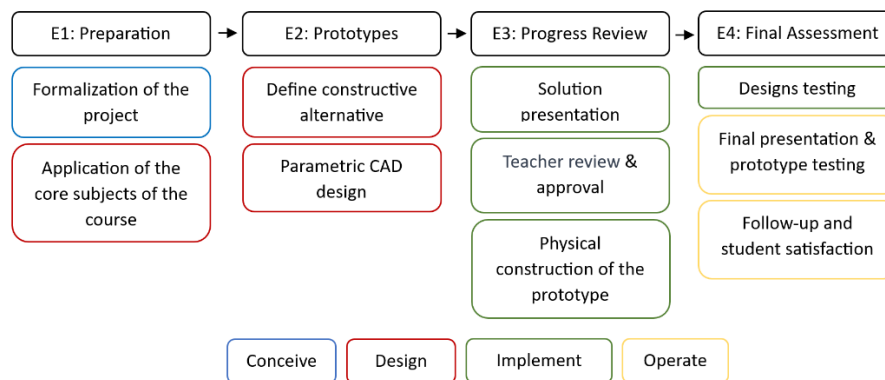 E1: Preparation
E2: Prototypes
E3: Progress Review
E4: Final Assessment
Formalization of the
project
Application of the
core subjects of the
course
Define constructive
alternative
Parametric CAD
design
Solution
presentation
Teacher review &
approval
Physical
construction of the
prototype
Designs testing
Final presentation &
prototype testing
Follow-up and
student satisfaction
Conceive
Design
Implement
Operate